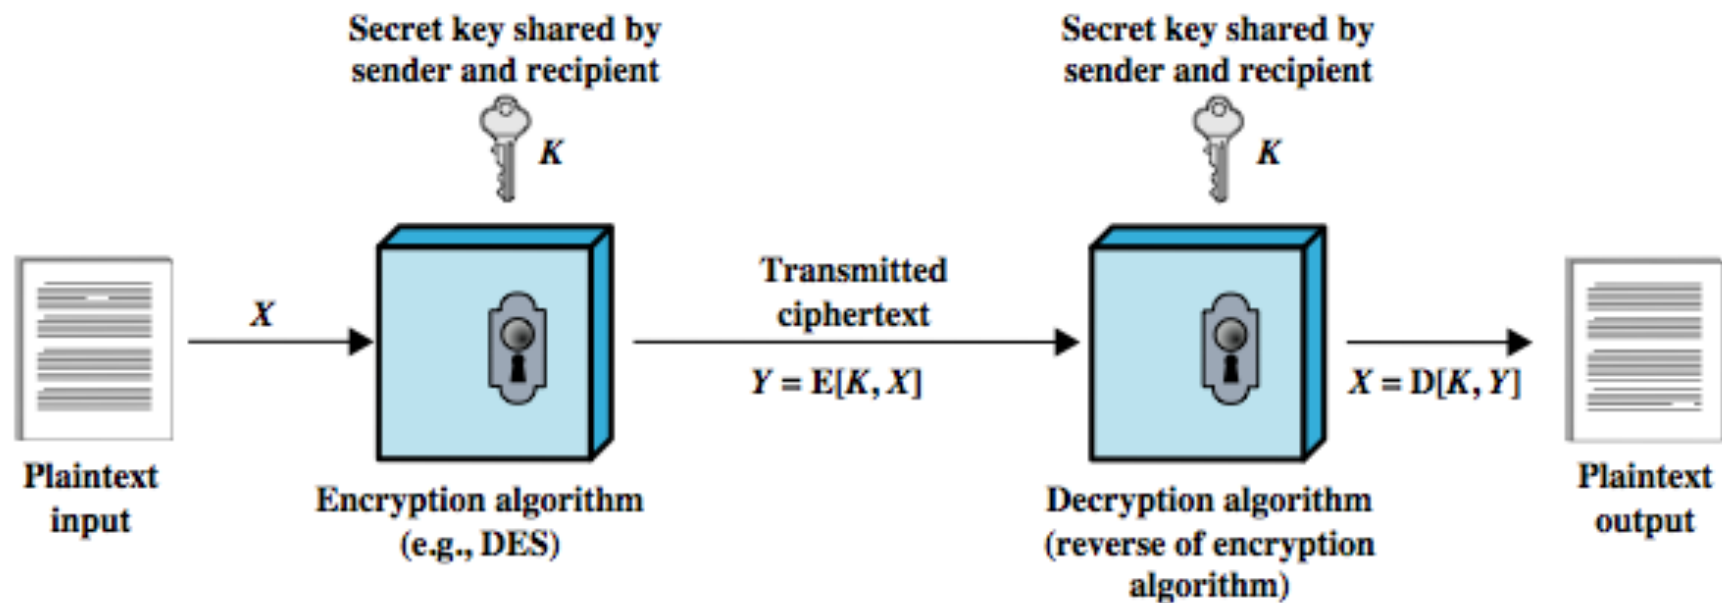 Secret key shared by
sender and recipient
K
Secret key shared by
sender and recipient
K
X
Transmitted
ciphertext
Y = E[K, X]
X = D[K, Y]
Plaintext
input
Encryption algorithm
(e.g., DES)
Decryption algorithm
(reverse of encryption
algorithm)
Plaintext
output